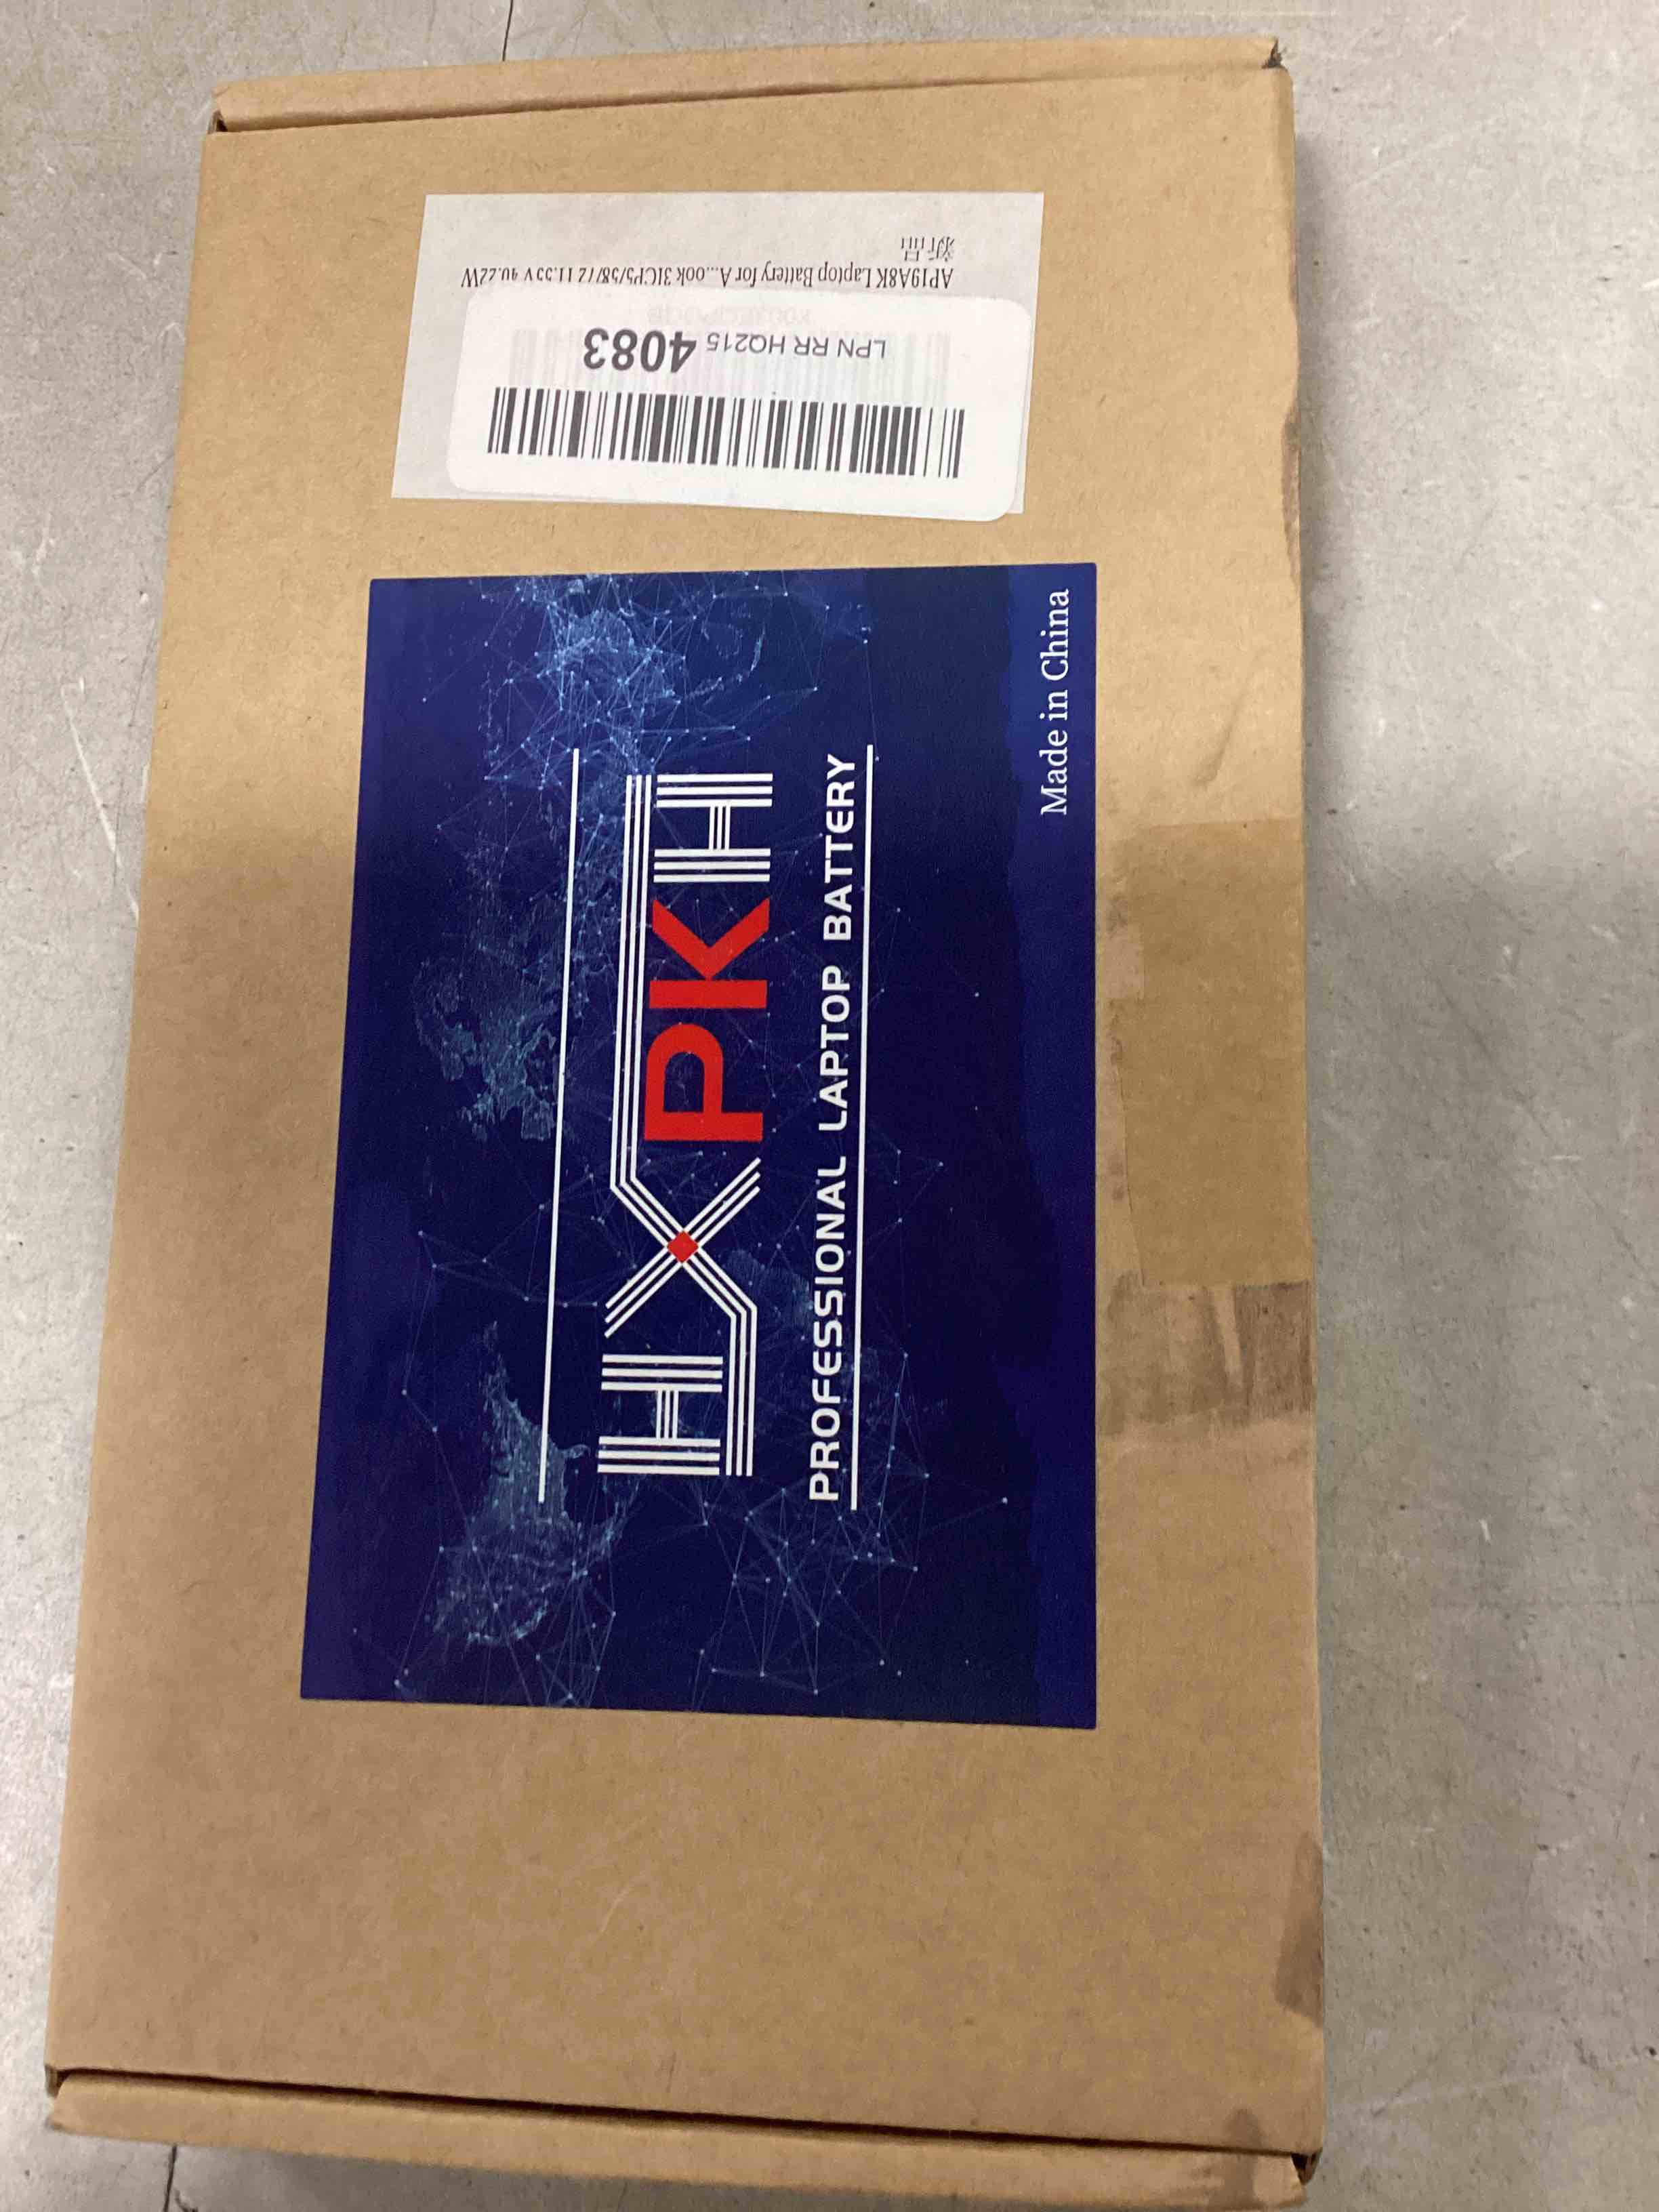 HXPKH
PROFESSIONAL LAPTOP BATTERY
Made in China
LPN RR HQ215 4083
AP19A8K Laptop Battery for A...ook 3ICP5/58/72 11.55V 40.22W
新品